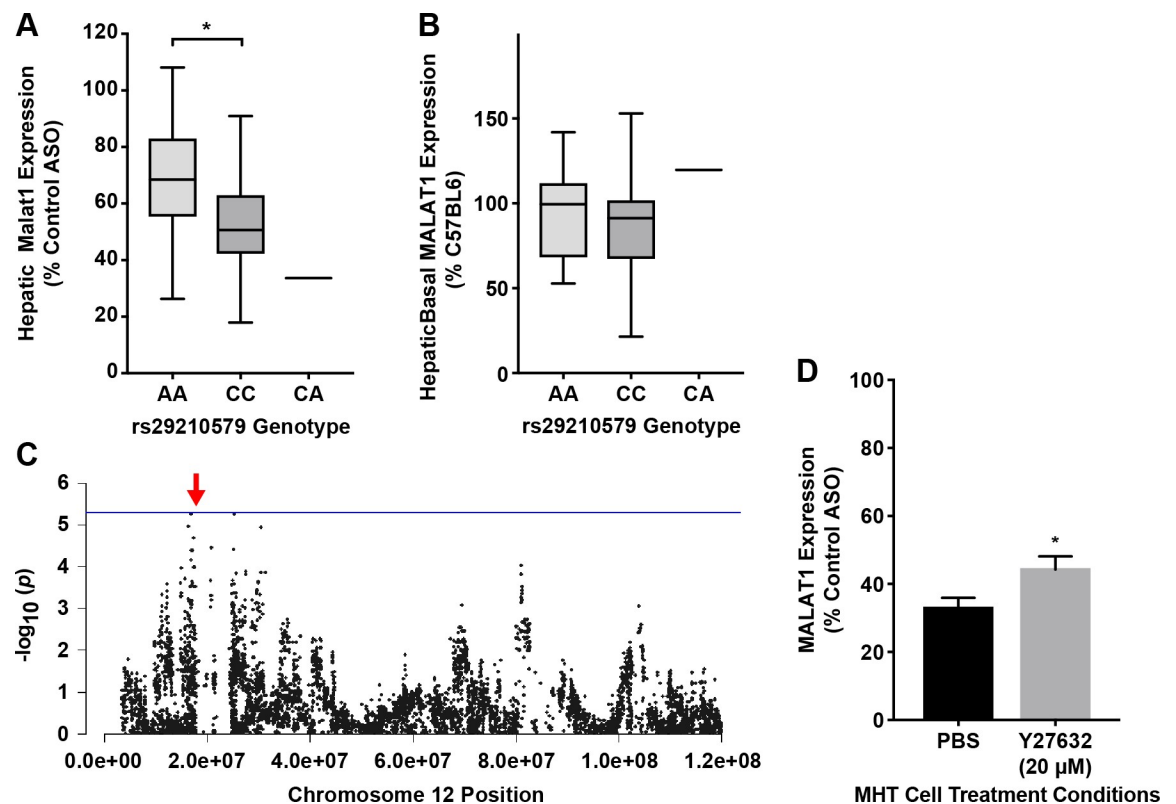 A
120
100
80
60
40
20
0
*
Hepatic Malat1 Expression
(% Control ASO)
AA CC CA
rs29210579 Genotype
B
150
100
50
0
HepaticBasal MALAT1 Expression
(% C57BL6)
AA CC CA
rs29210579 Genotype
C
6
5
4
3
2
1
0
-log10 (p)
0.0e+00 2.0e+07 4.0e+07 6.0e+07 8.0e+07 1.0e+08 1.2e+08
Chromosome 12 Position
D
100
80
60
40
20
0
*
MALAT1 Expression
(% Control ASO)
PBS Y27632
(20 µM)
MHT Cell Treatment Conditions